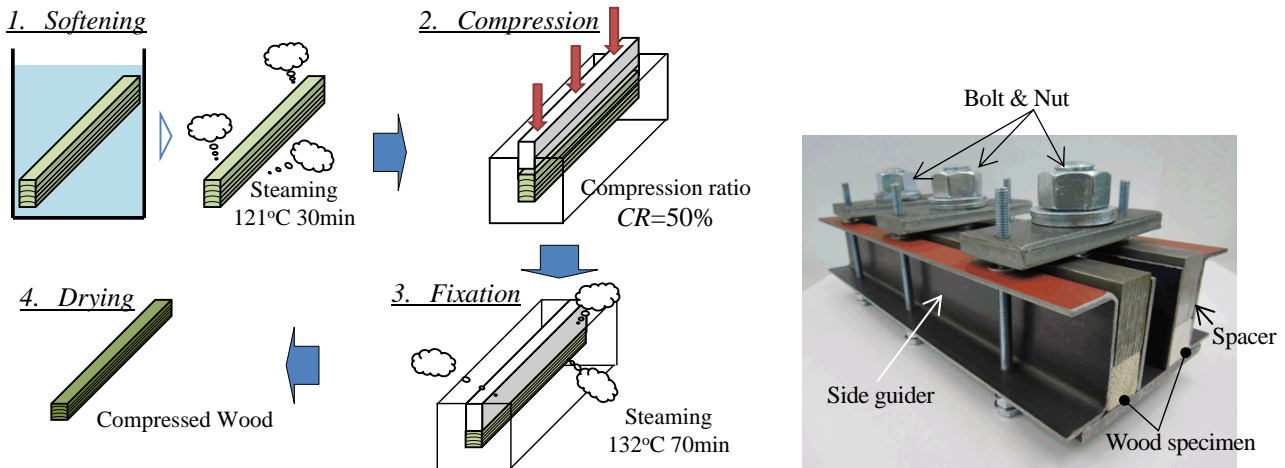 1. Softening
Steaming
121°C 30min
2. Compression
Compression ratio
CR=50%
3. Fixation
Steaming
132°C 70min
4. Drying
Compressed Wood
Bolt & Nut
Spacer
Side guider
Wood specimen